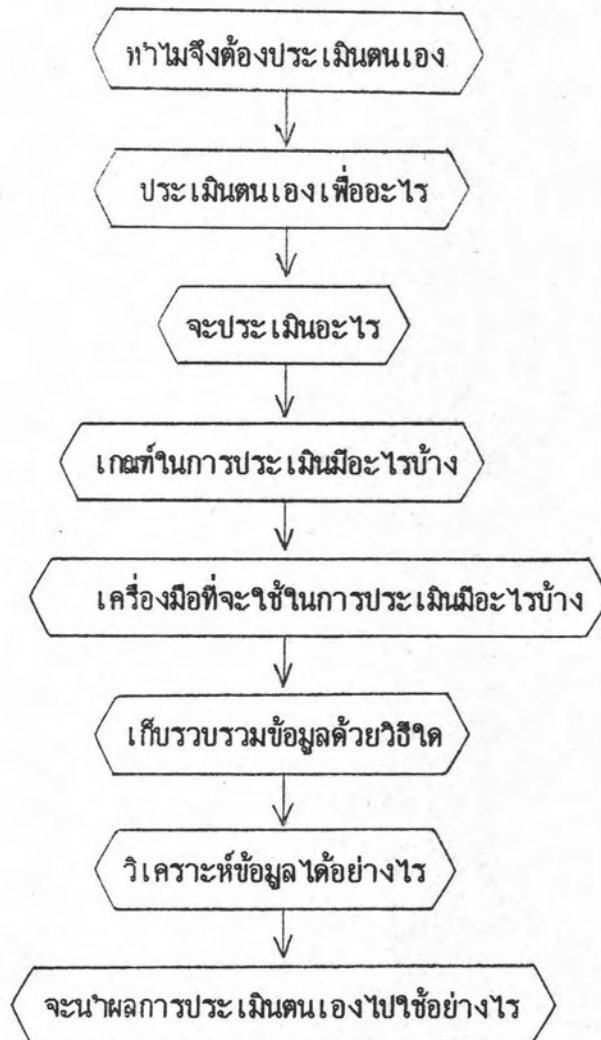 ทำไมจึงต้องประเมินตนเอง
ประเมินตนเองเพื่ออะไร
จะประเมินอะไร
เกณฑ์ในการประเมินมีอะไรบ้าง
เครื่องมือที่จะใช้ในการประเมินมีอะไรบ้าง
เก็บรวบรวมข้อมูลด้วยวิธีใด
วิเคราะห์ข้อมูลได้อย่างไร
จะนำผลการประเมินตนเองไปใช้อย่างไร